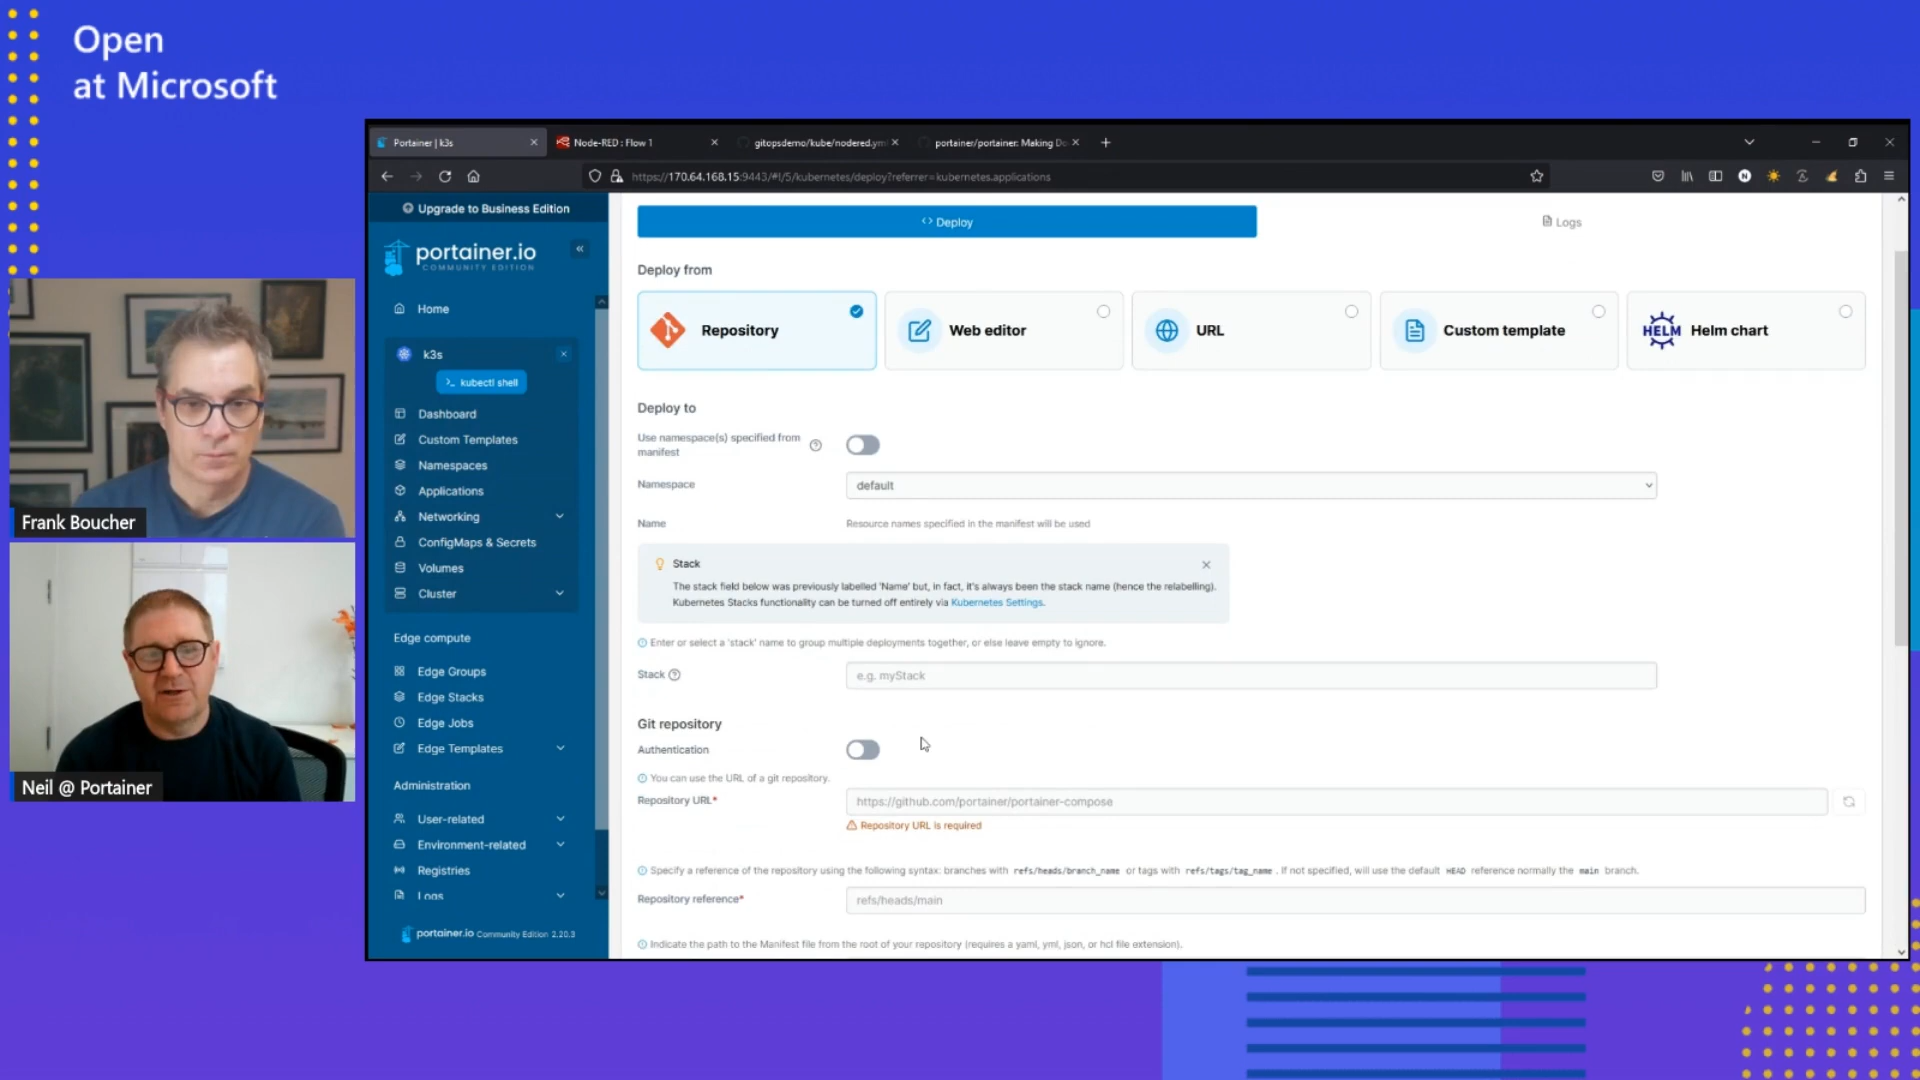 Open
at Microsoft
Portainer | k3s
Node-RED : Flow 1
gitopsdemo/kube/nodered.ym
portainer/portainer: Making Do
https://170.64.168.15:9443/#!/5/kubernetes/deploy?referrer=kubernetes.applications
Upgrade to Business Edition
portainer.io
COMMUNITY EDITION
Home
k3s
>_ kubectl shell
Dashboard
Custom Templates
Namespaces
Applications
Networking
ConfigMaps & Secrets
Volumes
Cluster
Edge compute
Edge Groups
Edge Stacks
Edge Jobs
Edge Templates
Administration
User-related
Environment-related
Registries
Logs
portainer.io Community Edition 2.20.3
Deploy
Logs
Deploy from
Repository
Web editor
URL
Custom template
HELM Helm chart
Deploy to
Use namespace(s) specified from
manifest
Namespace
default
Name
Resource names specified in the manifest will be used
Stack
The stack field below was previously labelled 'Name' but, in fact, it's always been the stack name (hence the relabelling).
Kubernetes Stacks functionality can be turned off entirely via Kubernetes Settings.
Enter or select a 'stack' name to group multiple deployments together, or else leave empty to ignore.
Stack
e.g. myStack
Git repository
Authentication
You can use the URL of a git repository.
Repository URL*
https://github.com/portainer/portainer-compose
Repository URL is required
Specify a reference of the repository using the following syntax: branches with refs/heads/branch_name or tags with refs/tags/tag_name . If not specified, will use the default HEAD reference normally the main branch.
Repository reference*
refs/heads/main
Indicate the path to the Manifest file from the root of your repository (requires a yaml, yml, json, or hcl file extension).
Frank Boucher
Neil @ Portainer